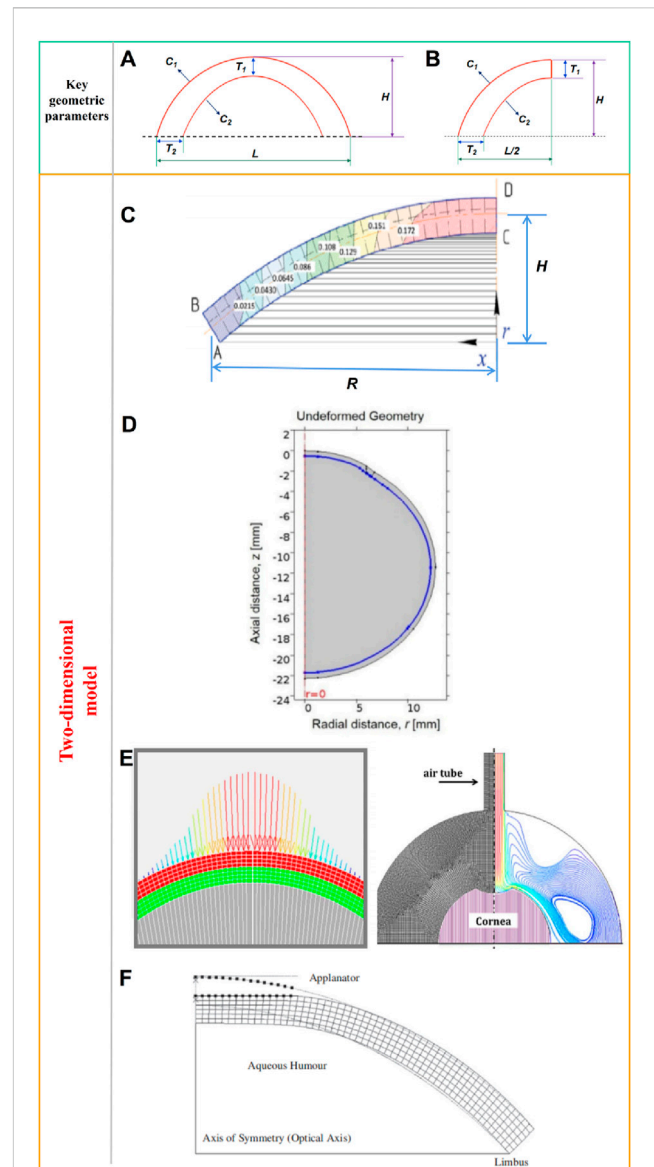 Key
geometric
parameters
A
C1
T1
H
C2
T2
L
B
C1
T1
H
C2
T2
L/2
Two-dimensional
model
C
D
0.151
0.172
0.108
0.129
0.086
0.0645
0.0430
0.0215
C
H
B
A
r
x
R
D
Undeformed Geometry
2
0
-2
-4
-6
-8
-10
-12
-14
-16
-18
-20
-22
-24
Axial distance, z [mm]
r=0
0 5 10
Radial distance, r [mm]
E
air tube
Cornea
F
Applanator
Aqueous Humour
Axis of Symmetry (Optical Axis)
Limbus